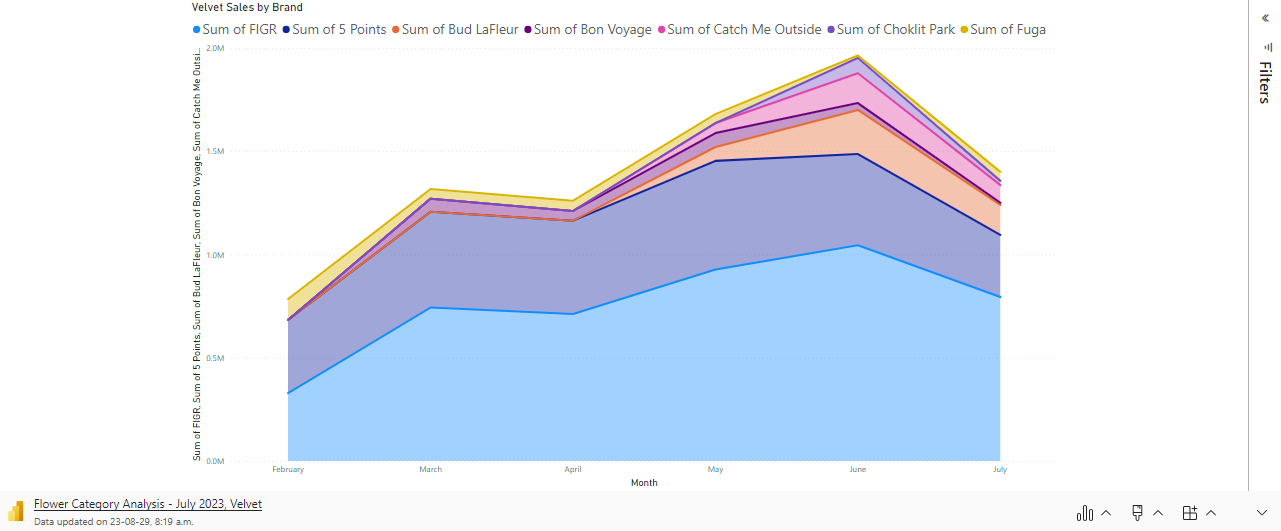 Velvet Sales by Brand
Sum of FIGR Sum of 5 Points Sum of Bud LaFleur Sum of Bon Voyage Sum of Catch Me Outside Sum of Choklit Park Sum of Fuga
Sum of FIGR, Sum of 5 Points, Sum of Bud LaFleur, Sum of Bon Voyage, Sum of Catch Me Outsi...
2.0M
1.5M
1.0M
0.5M
0.0M
February March April May June July
Month
Filters
Flower Category Analysis - July 2023, Velvet
Data updated on 23-08-29, 8:19 a.m.